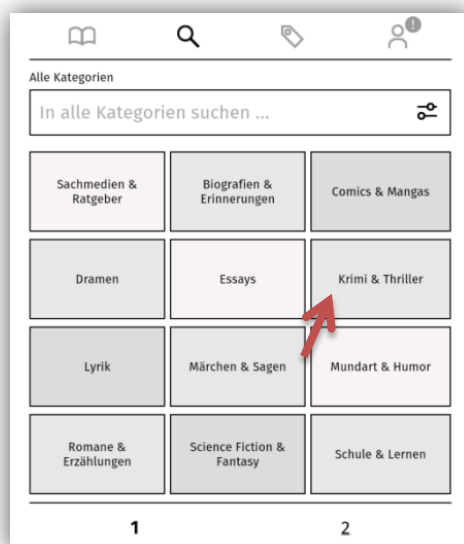 !
Alle Kategorien
In alle Kategorien suchen ...
Sachmedien &
Ratgeber
Biografien &
Erinnerungen
Comics & Mangas
Dramen
Essays
Krimi & Thriller
Lyrik
Märchen & Sagen
Mundart & Humor
Romane &
Erzählungen
Science Fiction &
Fantasy
Schule & Lernen
1
2